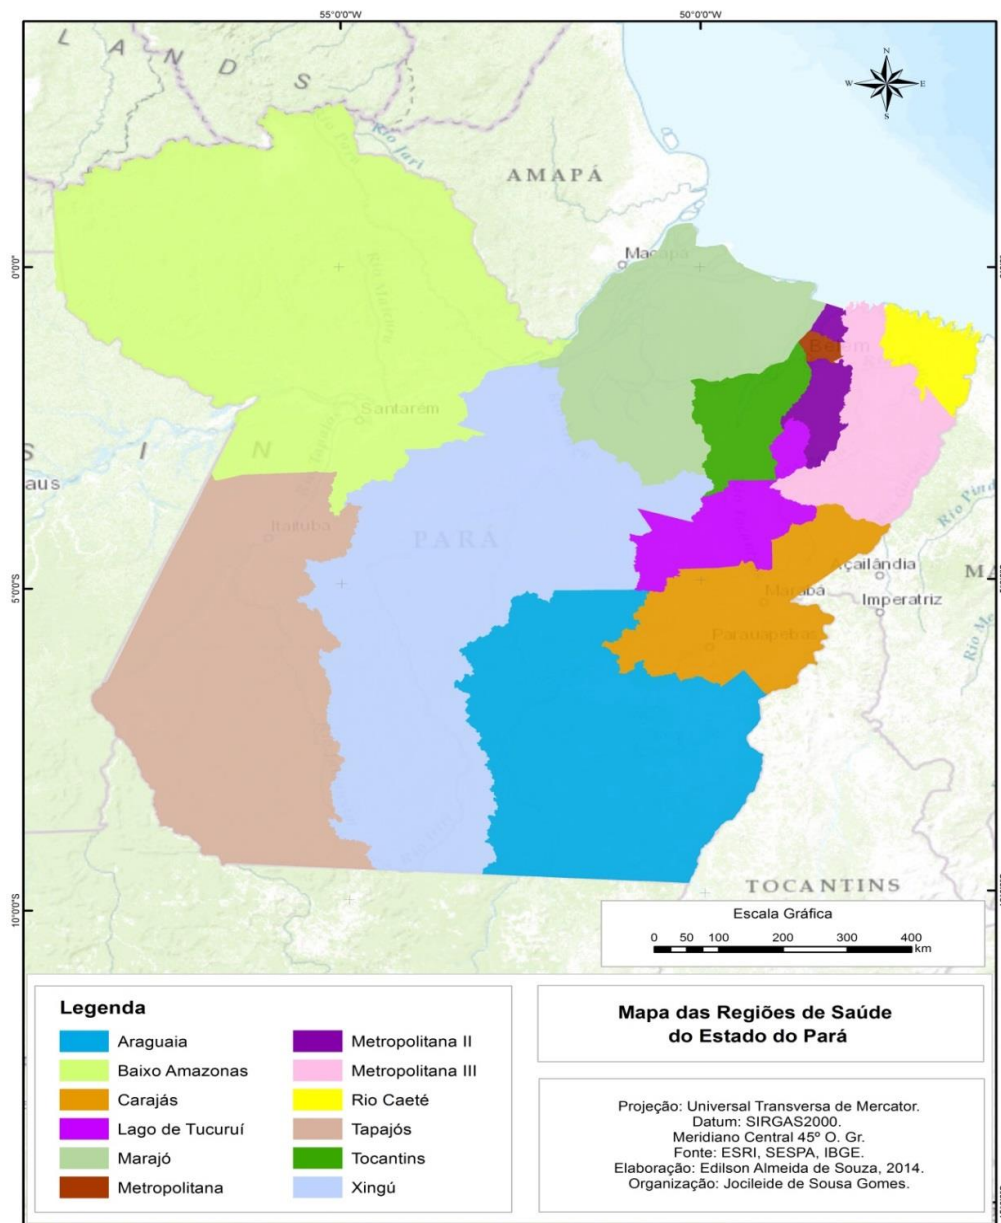 55°0'0"W 50°0'0"W
L A N D S
N
W E
S
Rio Jari
AMAPÁ
0°0'0"
Macapá
Belém
Santarém
S I N
aus
Itaituba
PARÁ
Rio Pind
Açailândia
MA
5°0'0"S
Marabá
Imperatriz
Parauapebas
TOCANTINS
10°0'0"S
Escala Gráfica
0 50 100 200 300 400
km
Legenda
Araguaia
Baixo Amazonas
Carajás
Lago de Tucuruí
Marajó
Metropolitana
Metropolitana II
Metropolitana III
Rio Caeté
Tapajós
Tocantins
Xingú
Mapa das Regiões de Saúde
do Estado do Pará
Projeção: Universal Transversa de Mercator.
Datum: SIRGAS2000.
Meridiano Central 45º O. Gr.
Fonte: ESRI, SESPA, IBGE.
Elaboração: Edilson Almeida de Souza, 2014.
Organização: Jocileide de Sousa Gomes.